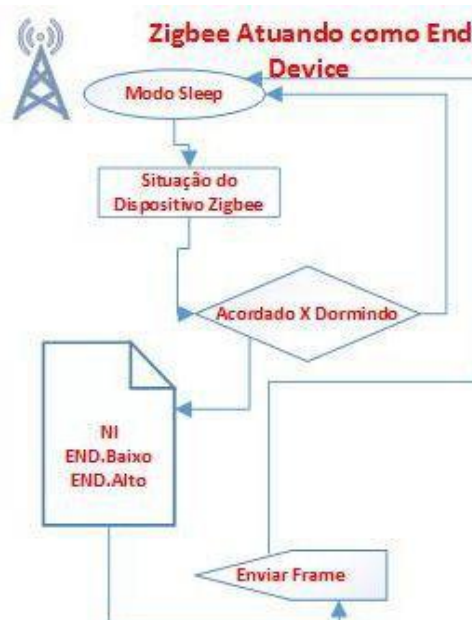 Zigbee Atuando como End
Device
Modo Sleep
Situação do
Dispositivo Zigbee
Acordado X Dormindo
NI
END.Baixo
END.Alto
Enviar Frame